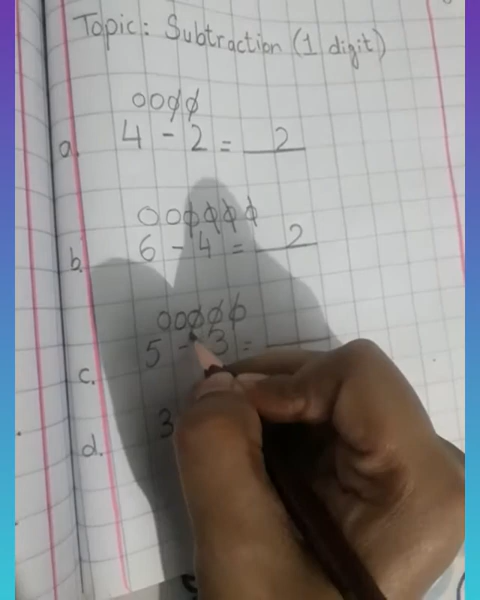 Topic: Subtraction (1 digit)
a. 4 - 2 = 2
b. 6 - 4 = 2
c. 5 - 3 =
d. 3